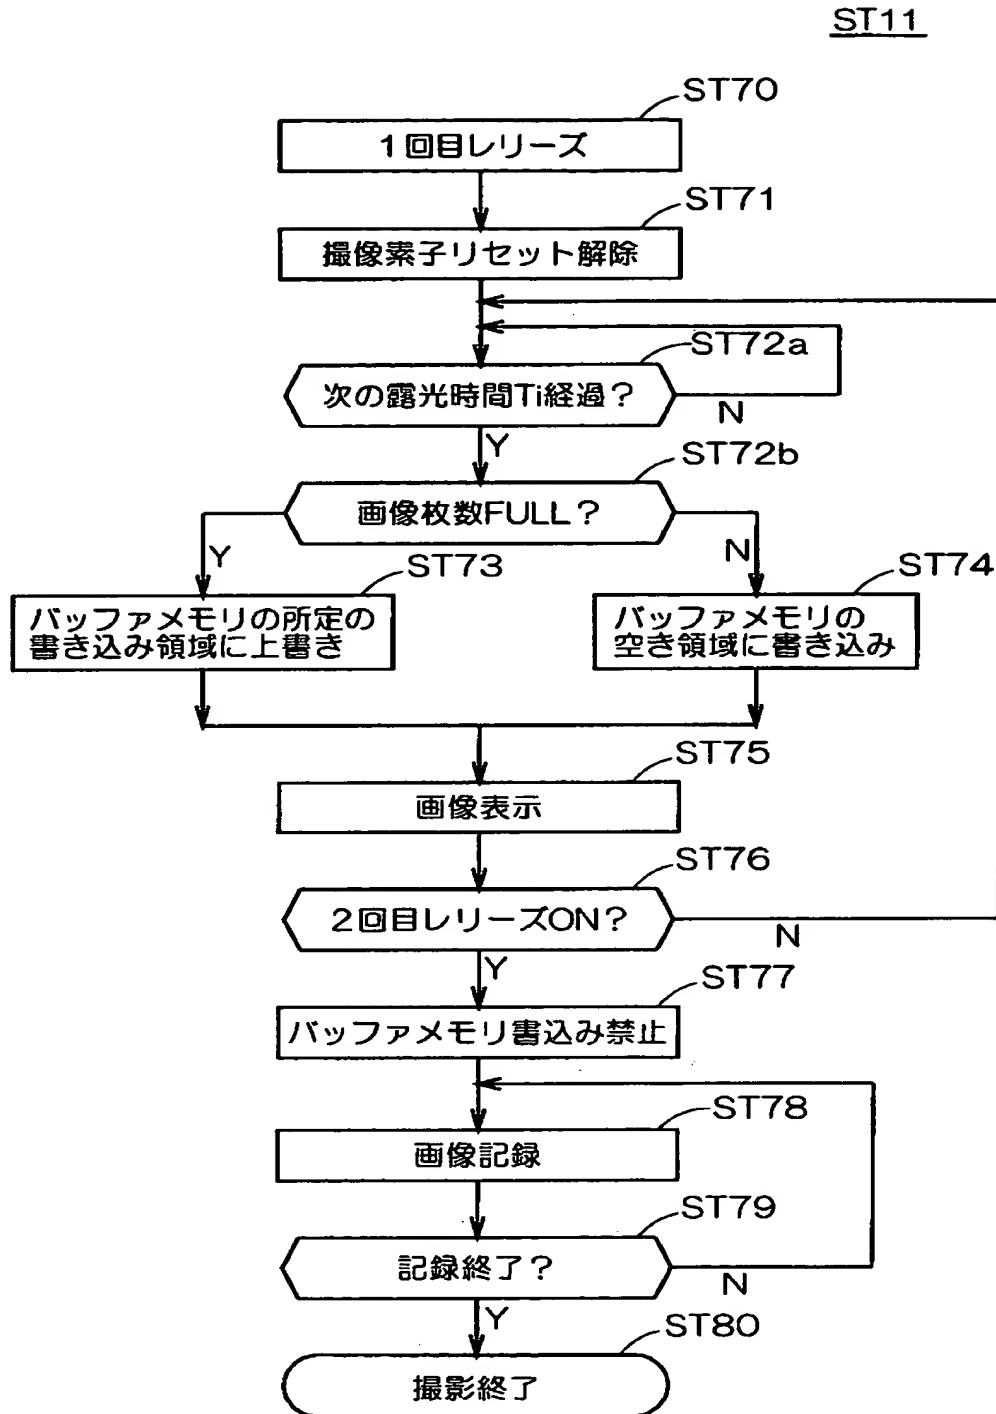 ST11
ST70
1回目レリーズ
ST71
撮像素子リセット解除
ST72a
次の露光時間Ti経過?
N
Y
ST72b
画像枚数FULL?
Y
N
ST73
ST74
バッファメモリの所定の
書き込み領域に上書き
バッファメモリの
空き領域に書き込み
ST75
画像表示
ST76
2回目レリーズON?
N
Y
ST77
バッファメモリ書込み禁止
ST78
画像記録
ST79
記録終了?
N
Y
ST80
撮影終了